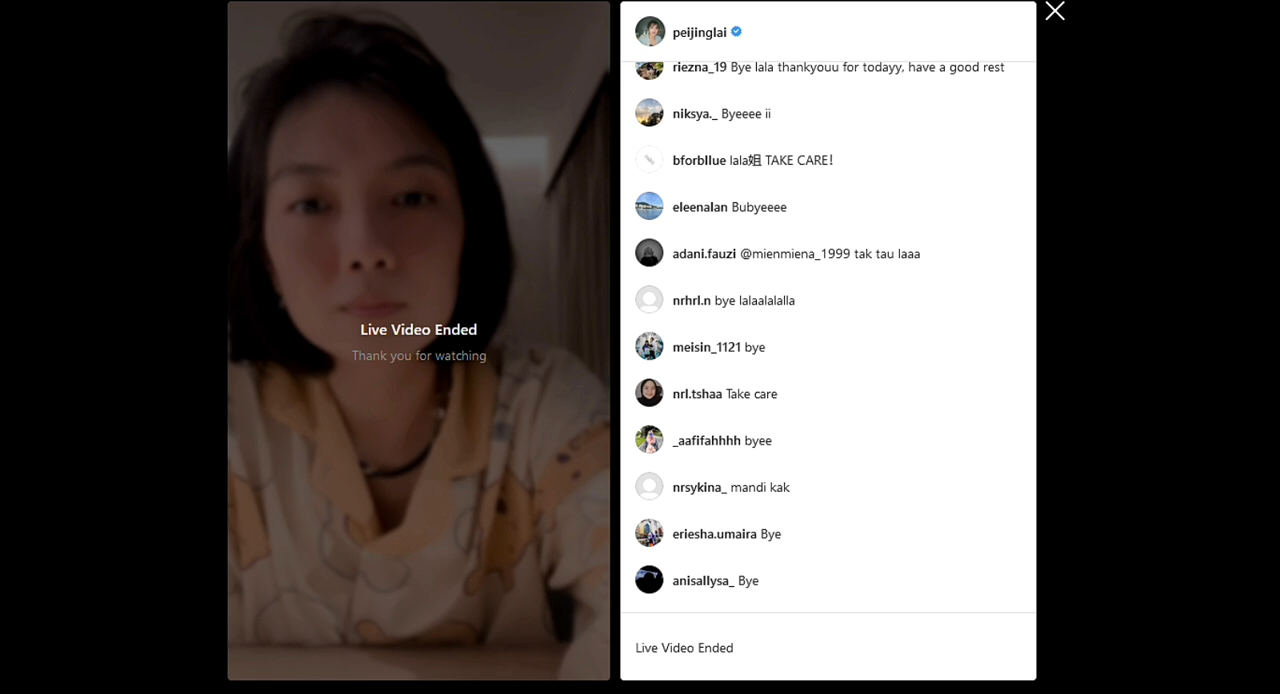 Live Video Ended
Thank you for watching
peijinglai
riezna_19 Bye lala thankyouu for todayy, have a good rest
niksya._ Byeeee ii
bforbllue lala姐 TAKE CARE!
eleenalan Bubyeeee
adani.fauzi @mienmiena_1999 tak tau laaa
nrhrl.n bye lalaalalalla
meisin_1121 bye
nrl.tshaa Take care
_aafifahhhh byee
nrsykina_ mandi kak
eriesha.umaira Bye
anisallysa_ Bye
Live Video Ended